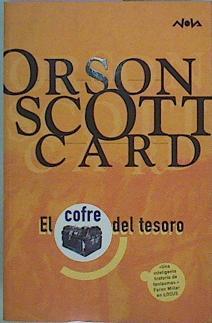 Nova
ORSON
SCOTT
CARD
El cofre del tesoro
«Una
inteligente
historia de
fantasmas.»
Faren Miller
en LOCUS